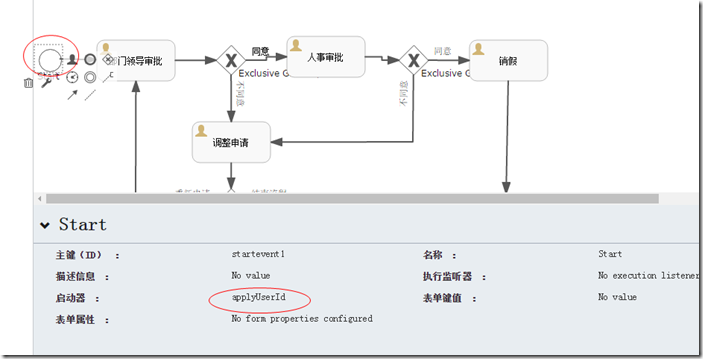 门领导审批
同意
人事审批
同意
销假
Exclusive G
Exclusive G
不同意
不同意
调整申请
Start
主键（ID） ：
startevent1
名称 ：
Start
描述信息 ：
No value
执行监听器 ：
No execution listener
启动器 ：
applyUserId
表单键值 ：
No value
表单属性 ：
No form properties configured